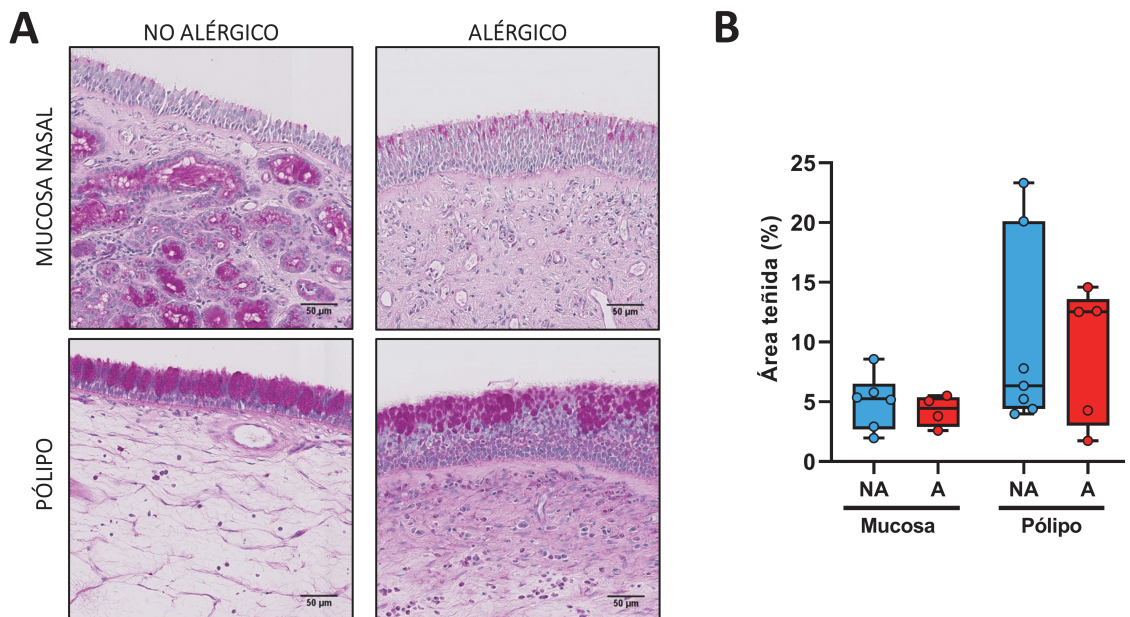 A
NO ALÉRGICO
ALÉRGICO
MUCOSA NASAL
50 µm
50 µm
PÓLIPO
50 µm
50 µm
B
Área teñida (%)
25
20
15
10
5
0
NA
A
NA
A
Mucosa
Pólipo